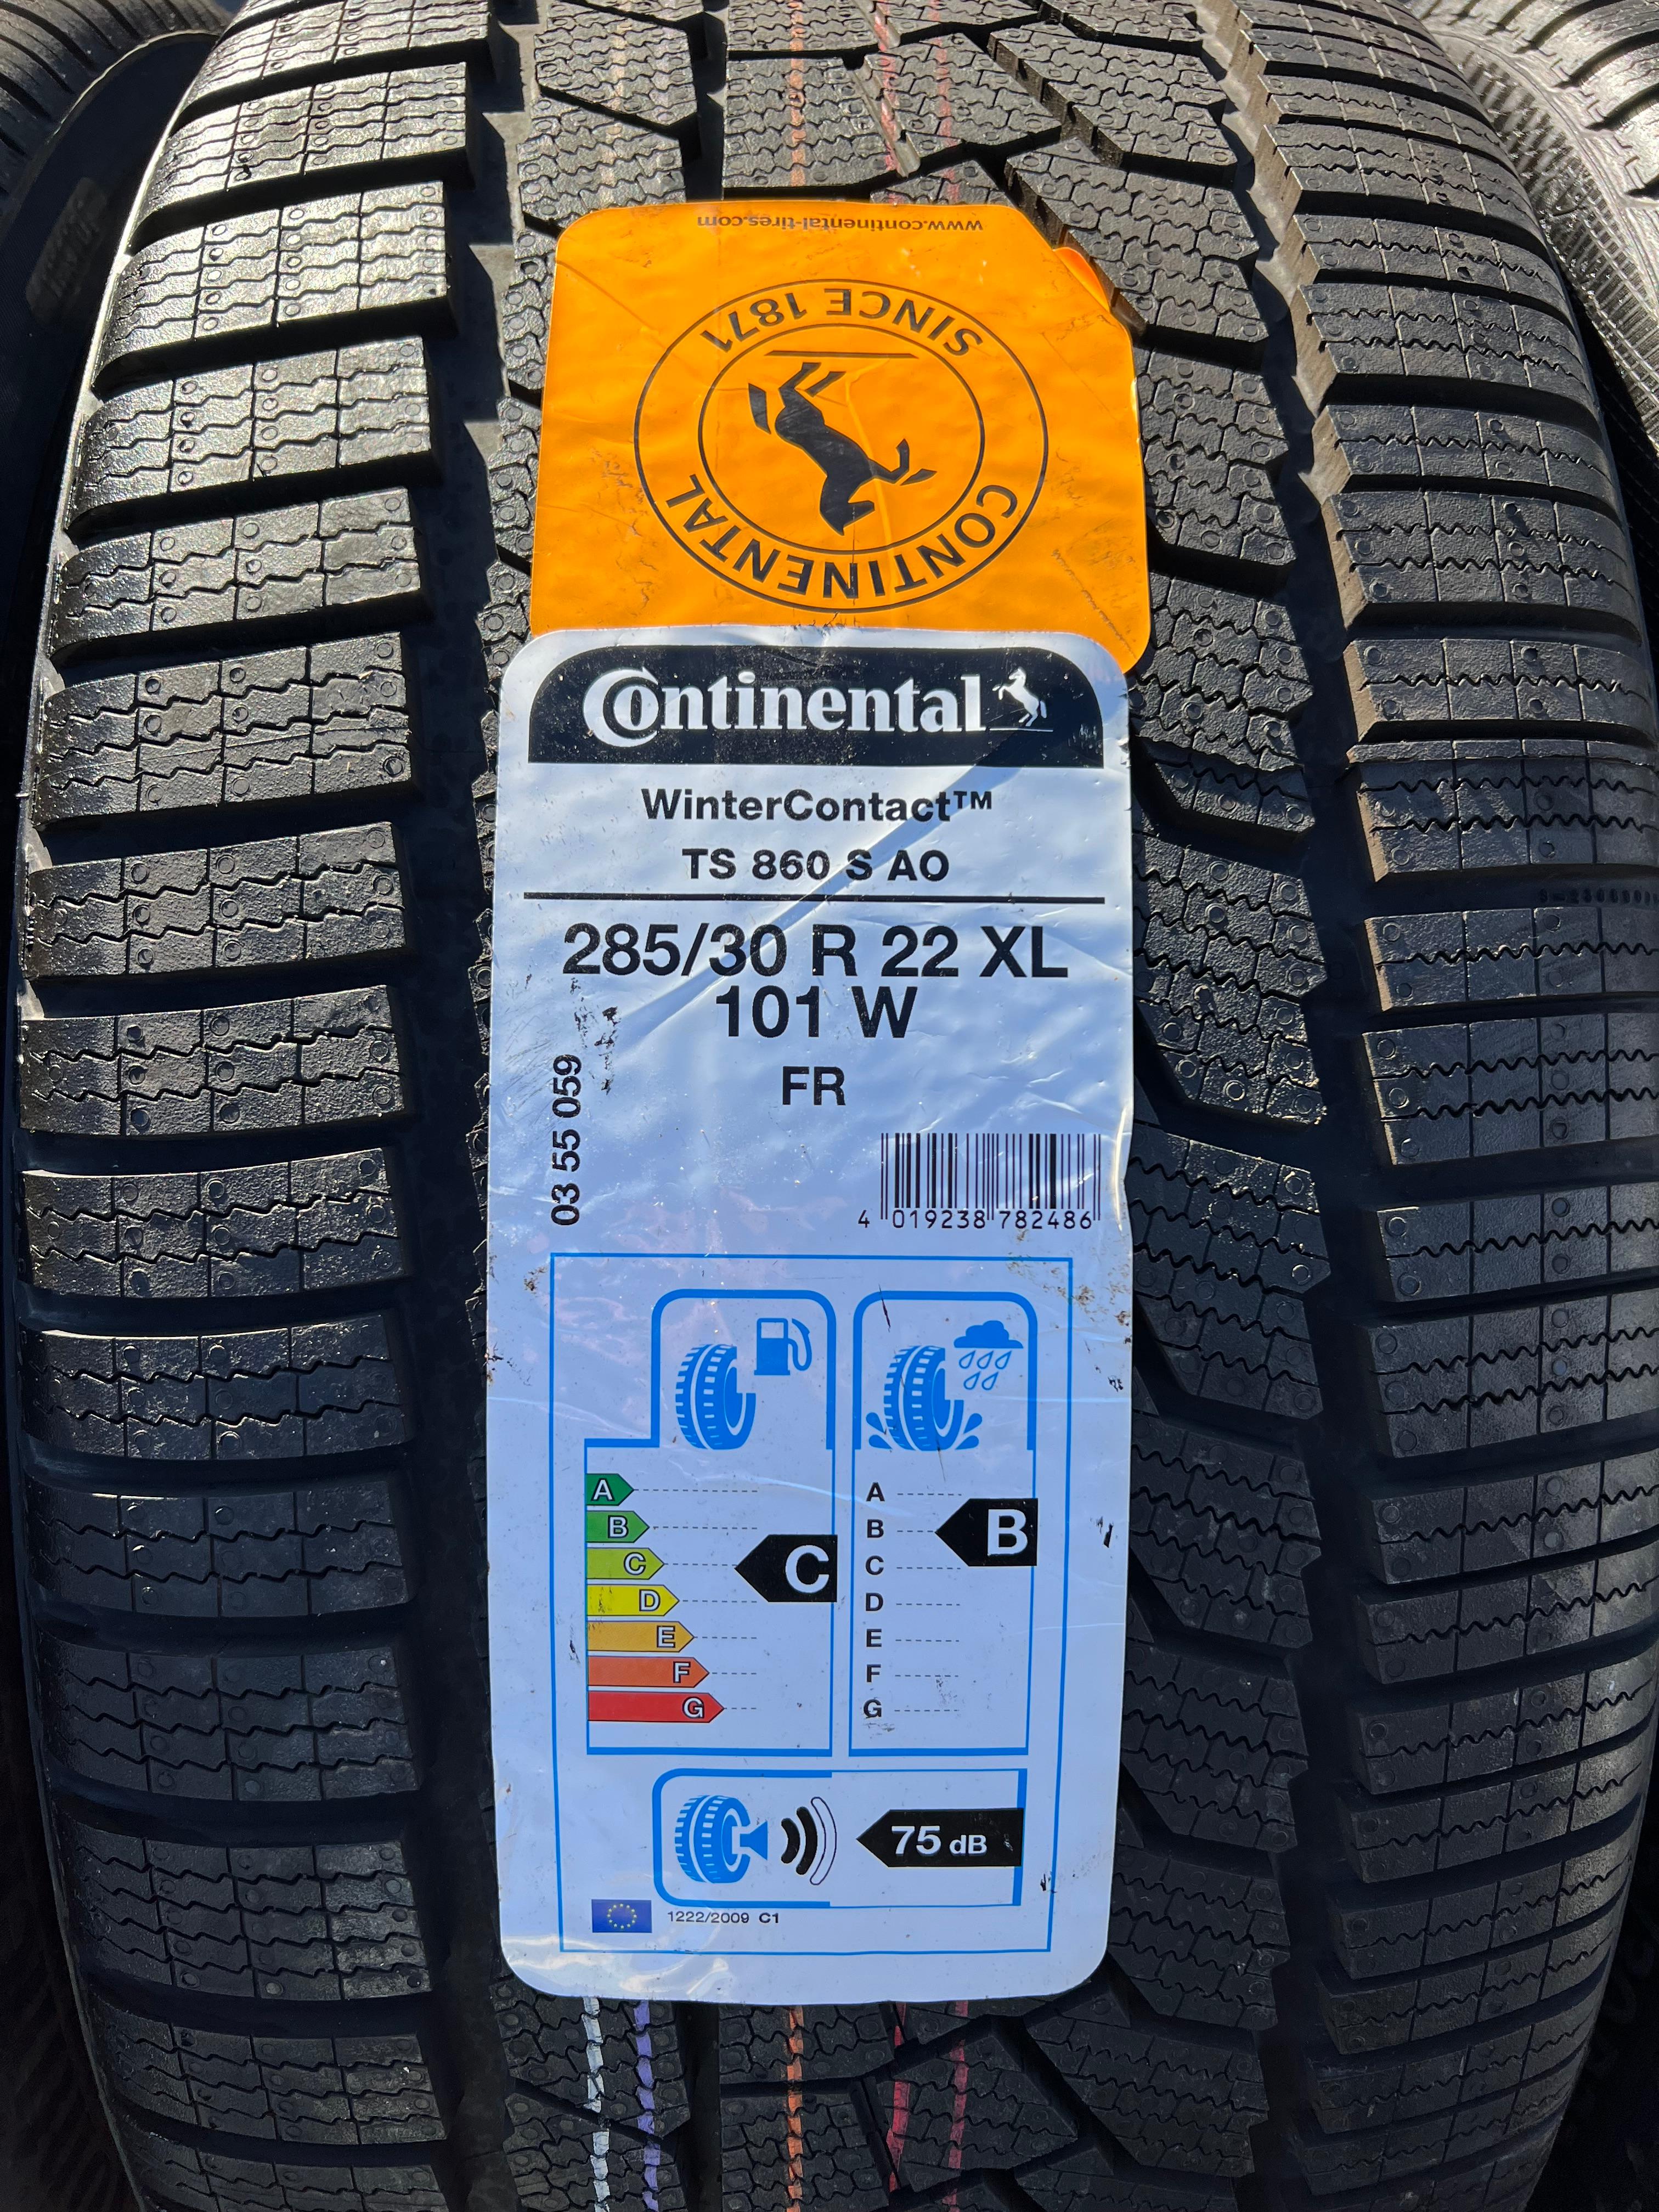 www.continental-tires.com
SINCE 1871
CONTINENTAL
Continental
WinterContact™
TS 860 S AO
285/30 R 22 XL
101 W
FR
03 55 059
4 019238 782486
A
B
C
D
E
F
G
C
A
B
C
D
E
F
G
B
75 dB
1222/2009 C1